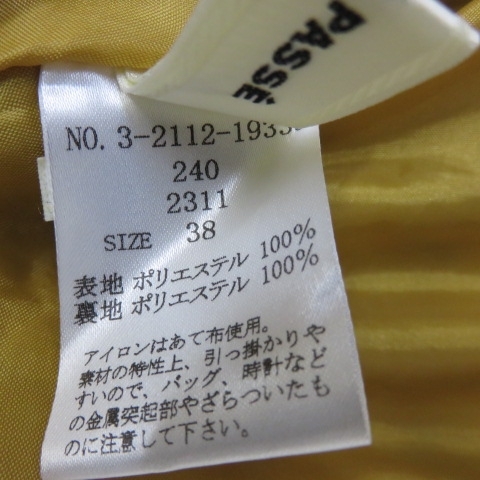 PASSÉ
NO. 3-2112-1933
240
2311
SIZE 38
表地 ポリエステル 100%
裏地 ポリエステル 100%
アイロンはあて布使用。
素材の特性上、引っ掛かりや
すいので、バッグ、時計など
の金属突起部やざらついたも
のに注意して下さい。